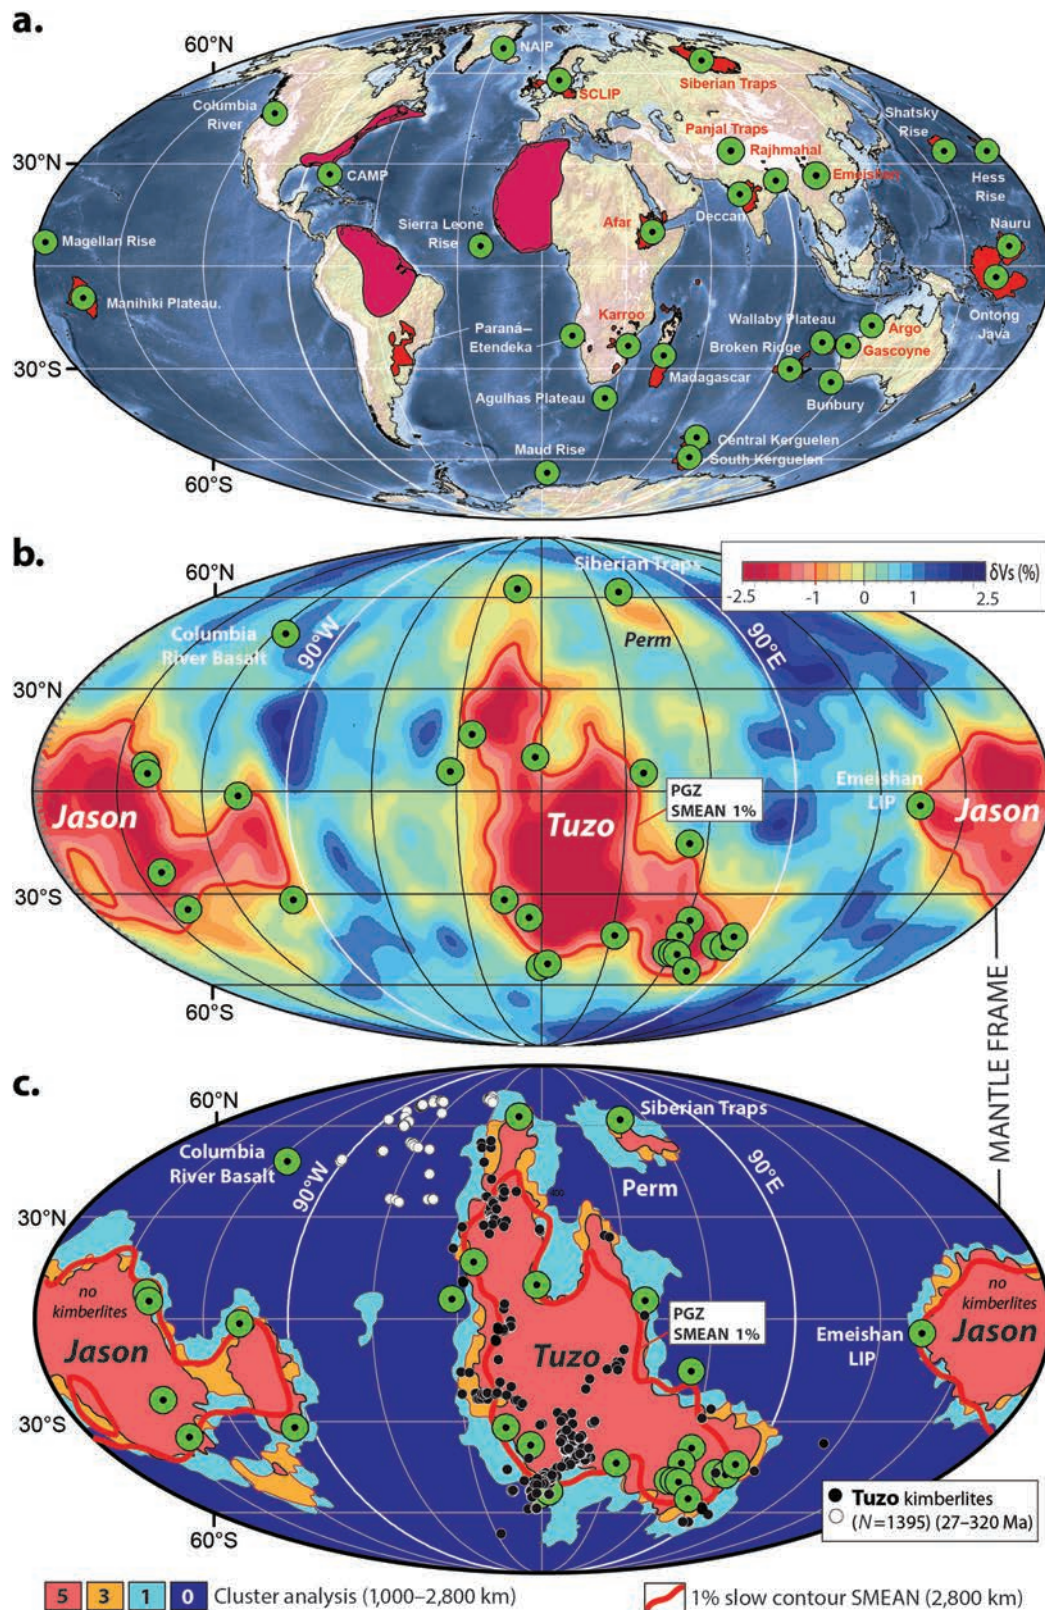 a.
60°N
NAIP
SCLIP
Siberian Traps
Columbia
River
Shatsky
Rise
Panjal Traps
Rajhmahal
30°N
CAMP
Emeishan
Hess
Rise
Sierra Leone
Rise
Afar
Deccan
Nauru
Magellan Rise
Manihiki Plateau.
Karroo
Wallaby Plateau
Argo
Ontong
Java
Paraná–
Etendeka
Broken Ridge
Gascoyne
30°S
Madagascar
Agulhas Plateau
Bunbury
Maud Rise
Central Kerguelen
South Kerguelen
60°S
b.
60°N
Siberian Traps
δVs (%)
-2.5 -1 0 1 2.5
Columbia
River Basalt
90°W
Perm
90°E
30°N
Emeishan
LIP
PGZ
SMEAN 1%
Jason
Tuzo
Jason
30°S
60°S
MANTLE FRAME
c.
60°N
Siberian Traps
Columbia
River Basalt
90°W
90°E
Perm
30°N
no
kimberlites
Jason
PGZ
SMEAN 1%
Tuzo
Emeishan
LIP
no
kimberlites
Jason
30°S
60°S
Tuzo kimberlites
(N=1395) (27–320 Ma)
5 3 1 0 Cluster analysis (1,000–2,800 km)
1% slow contour SMEAN (2,800 km)